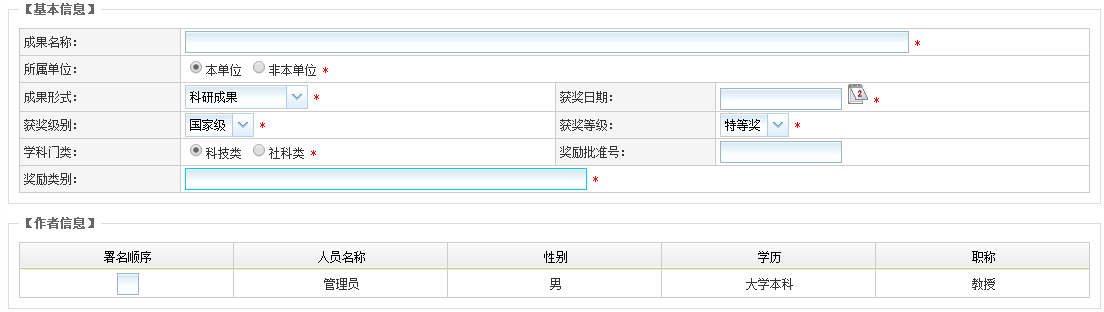 【基本信息】
成果名称： *
所属单位： 本单位 非本单位 *
成果形式： 科研成果 * 获奖日期： 2 *
获奖级别： 国家级 * 获奖等级： 特等奖 *
学科门类： 科技类 社科类 * 奖励批准号：
奖励类别： *
【作者信息】
署名顺序 人员名称 性别 学历 职称
管理员 男 大学本科 教授